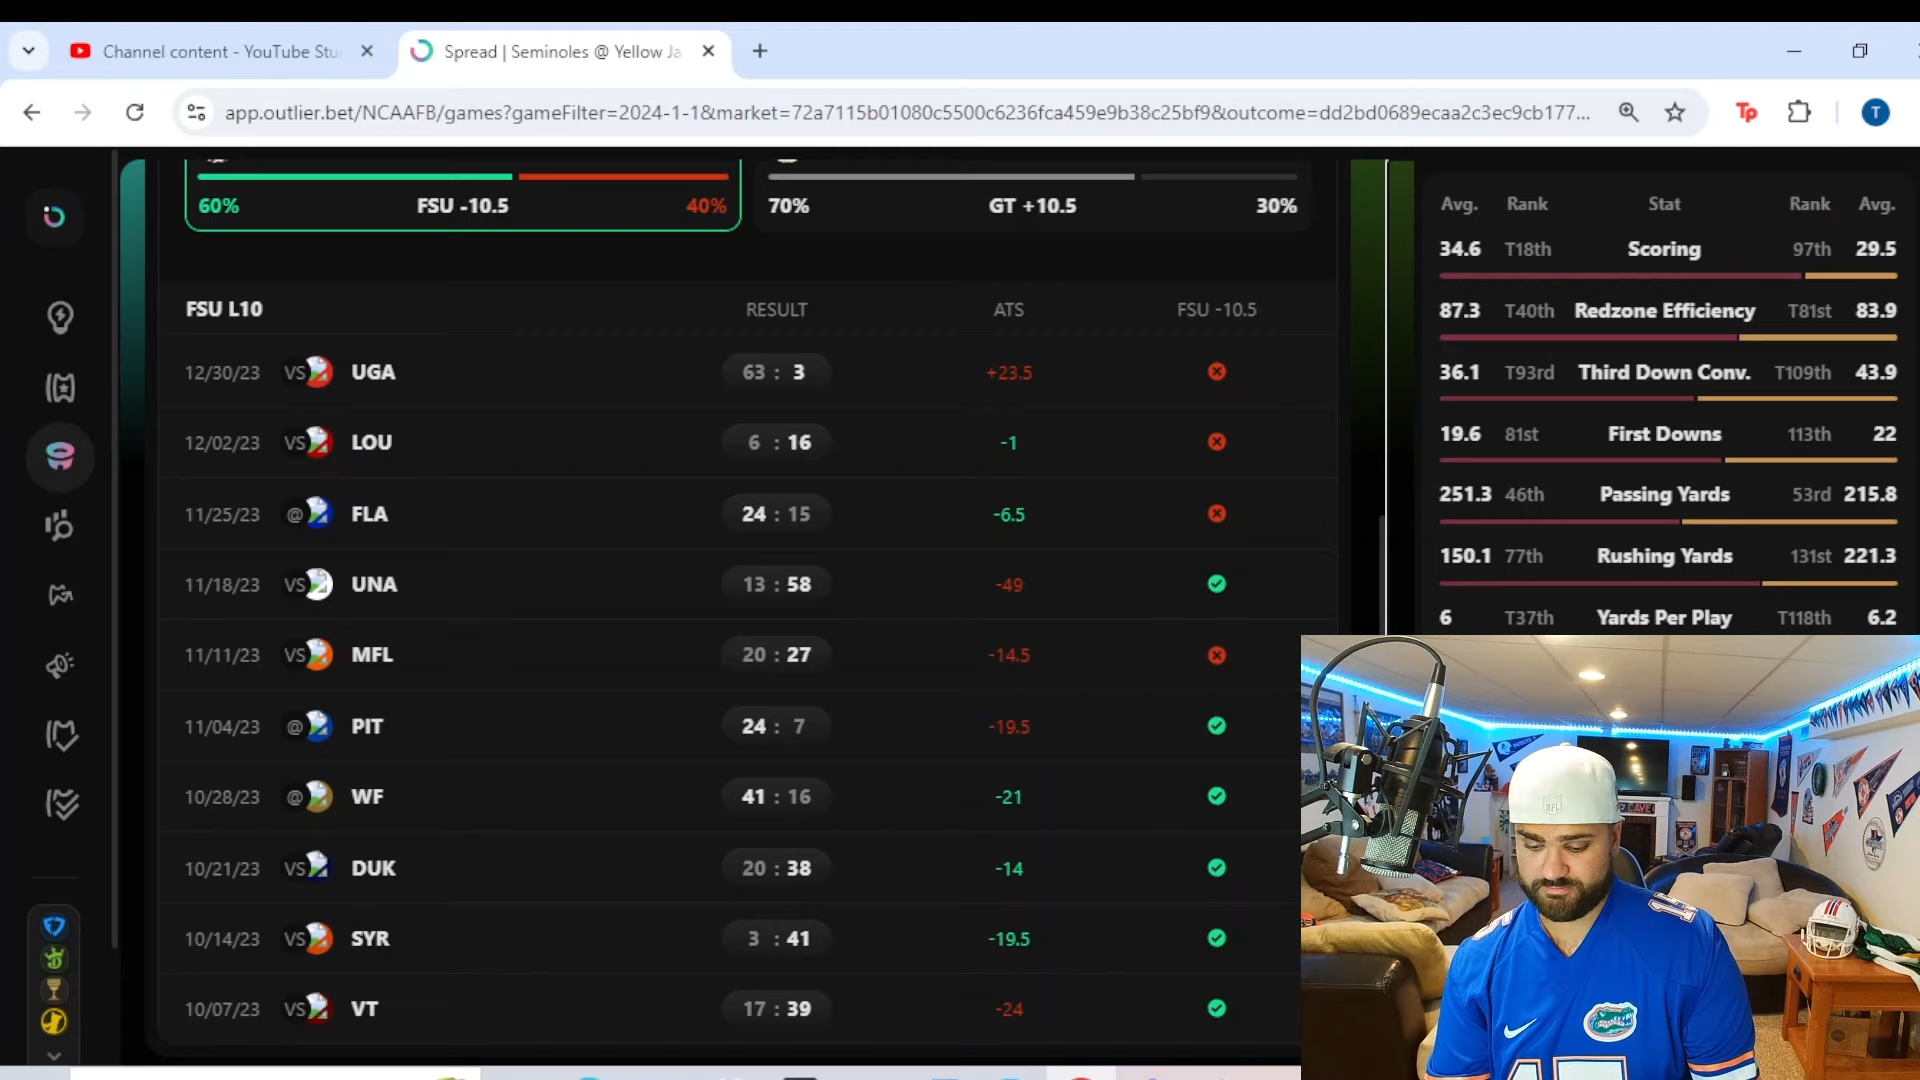 Channel content - YouTube Stu
Spread | Seminoles @ Yellow Ja
app.outlier.bet/NCAAFB/games?gameFilter=2024-1-1&market=72a7115b01080c5500c6236fca459e9b38c25bf9&outcome=dd2bd0689ecaa2c3ec9cb177...
Tp
T
60% FSU -10.5 40%
70% GT +10.5 30%
FSU L10 RESULT ATS FSU -10.5
12/30/23 VS UGA 63 : 3 +23.5
12/02/23 VS LOU 6 : 16 -1
11/25/23 @ FLA 24 : 15 -6.5
11/18/23 VS UNA 13 : 58 -49
11/11/23 VS MFL 20 : 27 -14.5
11/04/23 @ PIT 24 : 7 -19.5
10/28/23 @ WF 41 : 16 -21
10/21/23 VS DUK 20 : 38 -14
10/14/23 VS SYR 3 : 41 -19.5
10/07/23 VS VT 17 : 39 -24
Avg. Rank Stat Rank Avg.
34.6 T18th Scoring 97th 29.5
87.3 T40th Redzone Efficiency T81st 83.9
36.1 T93rd Third Down Conv. T109th 43.9
19.6 81st First Downs 113th 22
251.3 46th Passing Yards 53rd 215.8
150.1 77th Rushing Yards 131st 221.3
6 T37th Yards Per Play T118th 6.2
NFL
CAVE
15
Gators
15